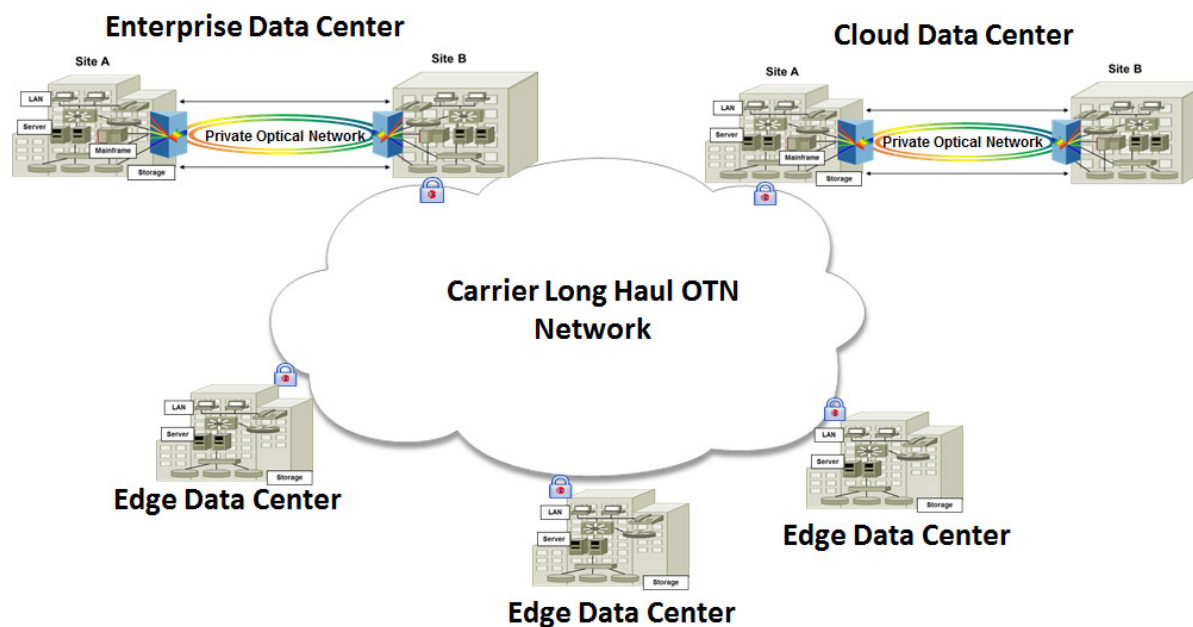 Enterprise Data Center
Cloud Data Center
Site A
Site B
LAN
Server
Mainframe
Storage
Private Optical Network
Site A
Site B
LAN
Server
Mainframe
Storage
Private Optical Network
Carrier Long Haul OTN
Network
LAN
Server
Storage
Edge Data Center
LAN
Server
Storage
Edge Data Center
LAN
Server
Storage
Edge Data Center